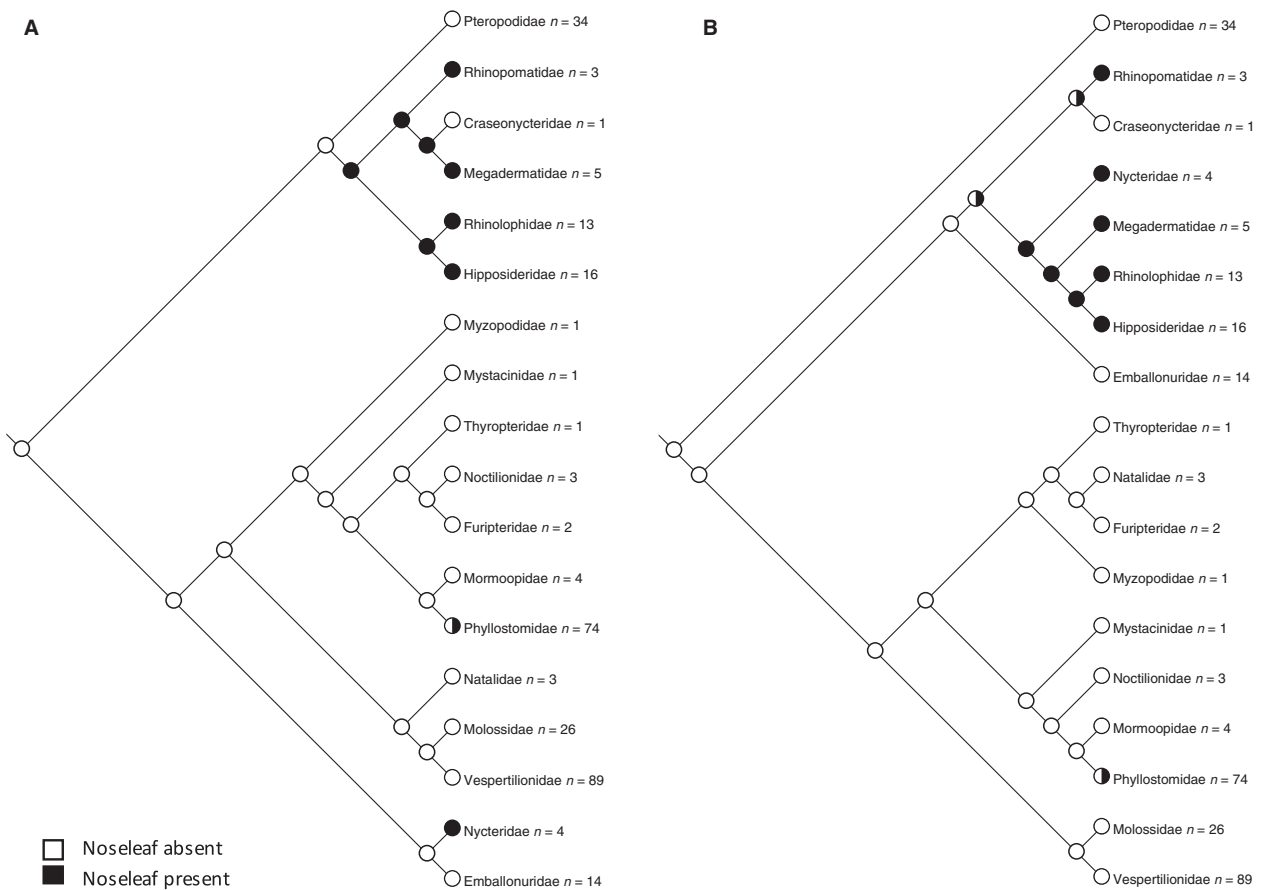 A
Pteropodidae n = 34
Rhinopomatidae n = 3
Craseonycteridae n = 1
Megadermatidae n = 5
Rhinolophidae n = 13
Hipposideridae n = 16
Myzopodidae n = 1
Mystacinidae n = 1
Thyropteridae n = 1
Noctilionidae n = 3
Furipteridae n = 2
Mormoopidae n = 4
Phyllostomidae n = 74
Natalidae n = 3
Molossidae n = 26
Vespertilionidae n = 89
Nycteridae n = 4
Emballonuridae n = 14
Noseleaf absent
Noseleaf present
B
Pteropodidae n = 34
Rhinopomatidae n = 3
Craseonycteridae n = 1
Nycteridae n = 4
Megadermatidae n = 5
Rhinolophidae n = 13
Hipposideridae n = 16
Emballonuridae n = 14
Thyropteridae n = 1
Natalidae n = 3
Furipteridae n = 2
Myzopodidae n = 1
Mystacinidae n = 1
Noctilionidae n = 3
Mormoopidae n = 4
Phyllostomidae n = 74
Molossidae n = 26
Vespertilionidae n = 89